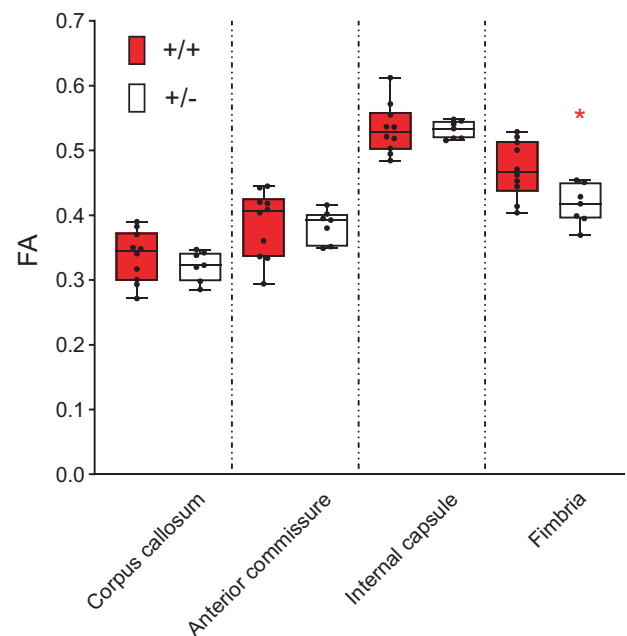 0.7
0.6
0.5
0.4
0.3
0.2
0.1
0.0
FA
+/+
+/-
*
Corpus callosum
Anterior commissure
Internal capsule
Fimbria